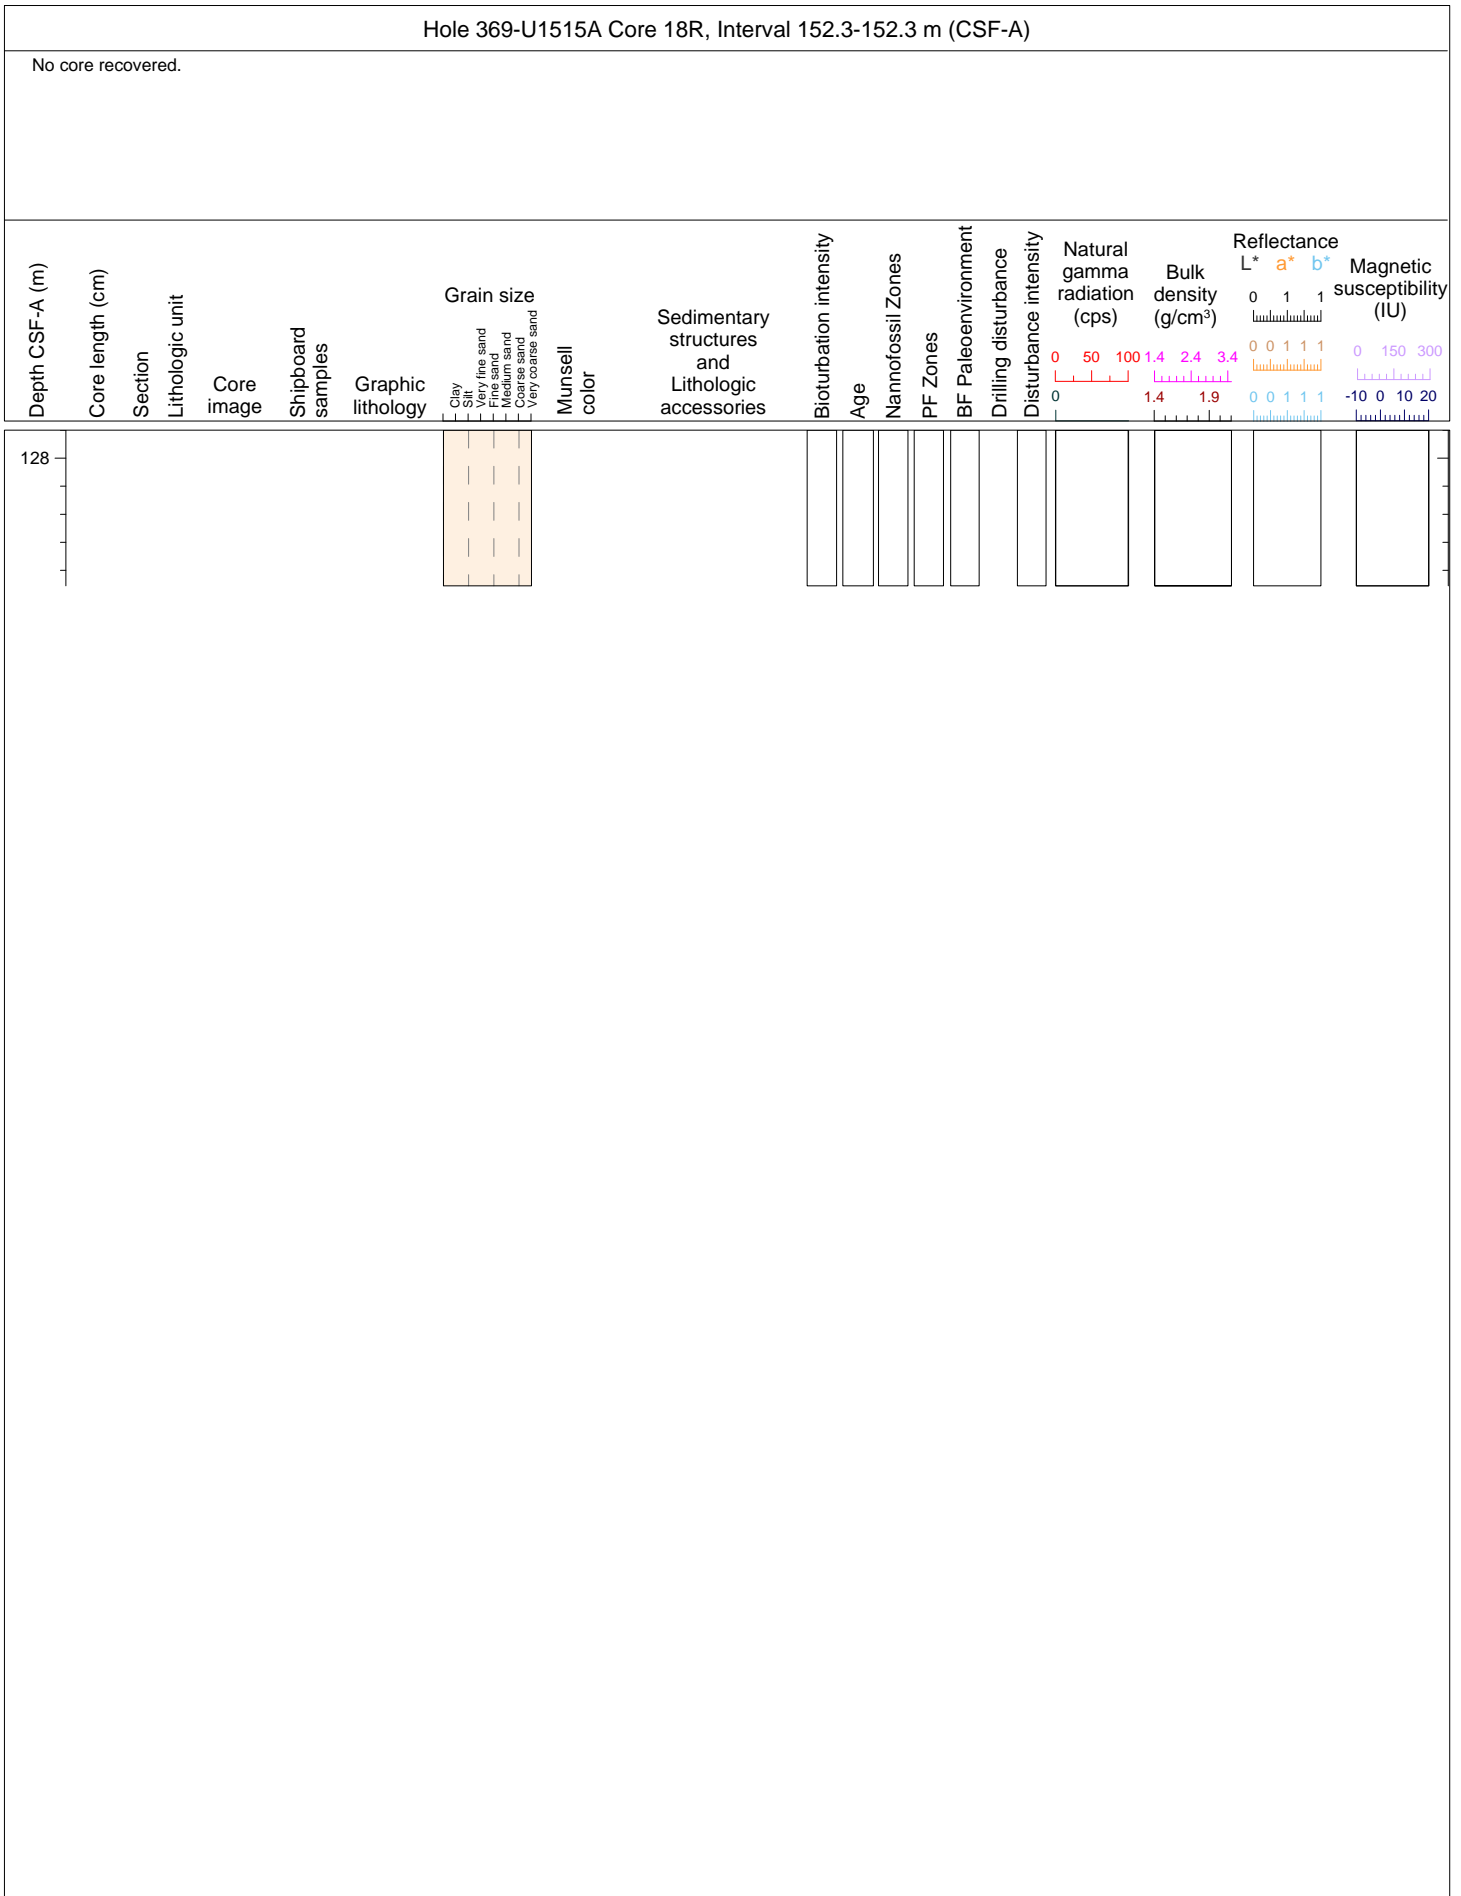 Hole 369-U1515A Core 18R, Interval 152.3-152.3 m (CSF-A)
No core recovered.
Depth CSF-A (m)
Core length (cm)
Section
Lithologic unit
Core
image
Shipboard
samples
Graphic
lithology
Grain size
Clay
Silt
Very fine sand
Fine sand
Medium sand
Coarse sand
Very coarse sand
Munsell
color
Sedimentary
structures
and
Lithologic
accessories
Bioturbation intensity
Age
Nannofossil Zones
PF Zones
BF Paleoenvironment
Drilling disturbance
Disturbance intensity
Natural
gamma
radiation
(cps)
0 50 100
0
Bulk
density
(g/cm³)
1.4 2.4 3.4
1.4 1.9
Reflectance
L* a* b*
0 1 1
0 0 1 1 1
0 0 1 1 1
Magnetic
susceptibility
(IU)
0 150 300
-10 0 10 20
128